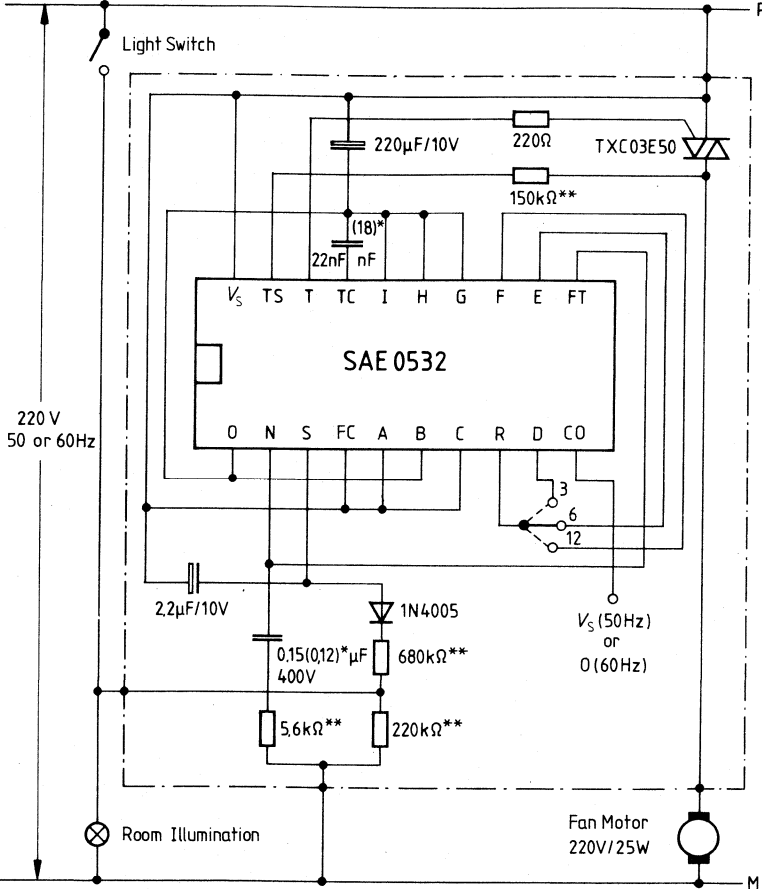 P
Light Switch
220µF/10V
220Ω
TXC03E50
150kΩ**
(18)*
22nF nF
Vs TS T TC I H G F E FT
SAE 0532
220 V
50 or 60Hz
O N S FC A B C R D CO
3
6
12
2,2µF/10V
1N4005
Vs (50Hz)
or
O(60Hz)
0,15(0,12)*µF
400V
680kΩ**
5,6kΩ**
220kΩ**
Room Illumination
Fan Motor
220V/25W
M